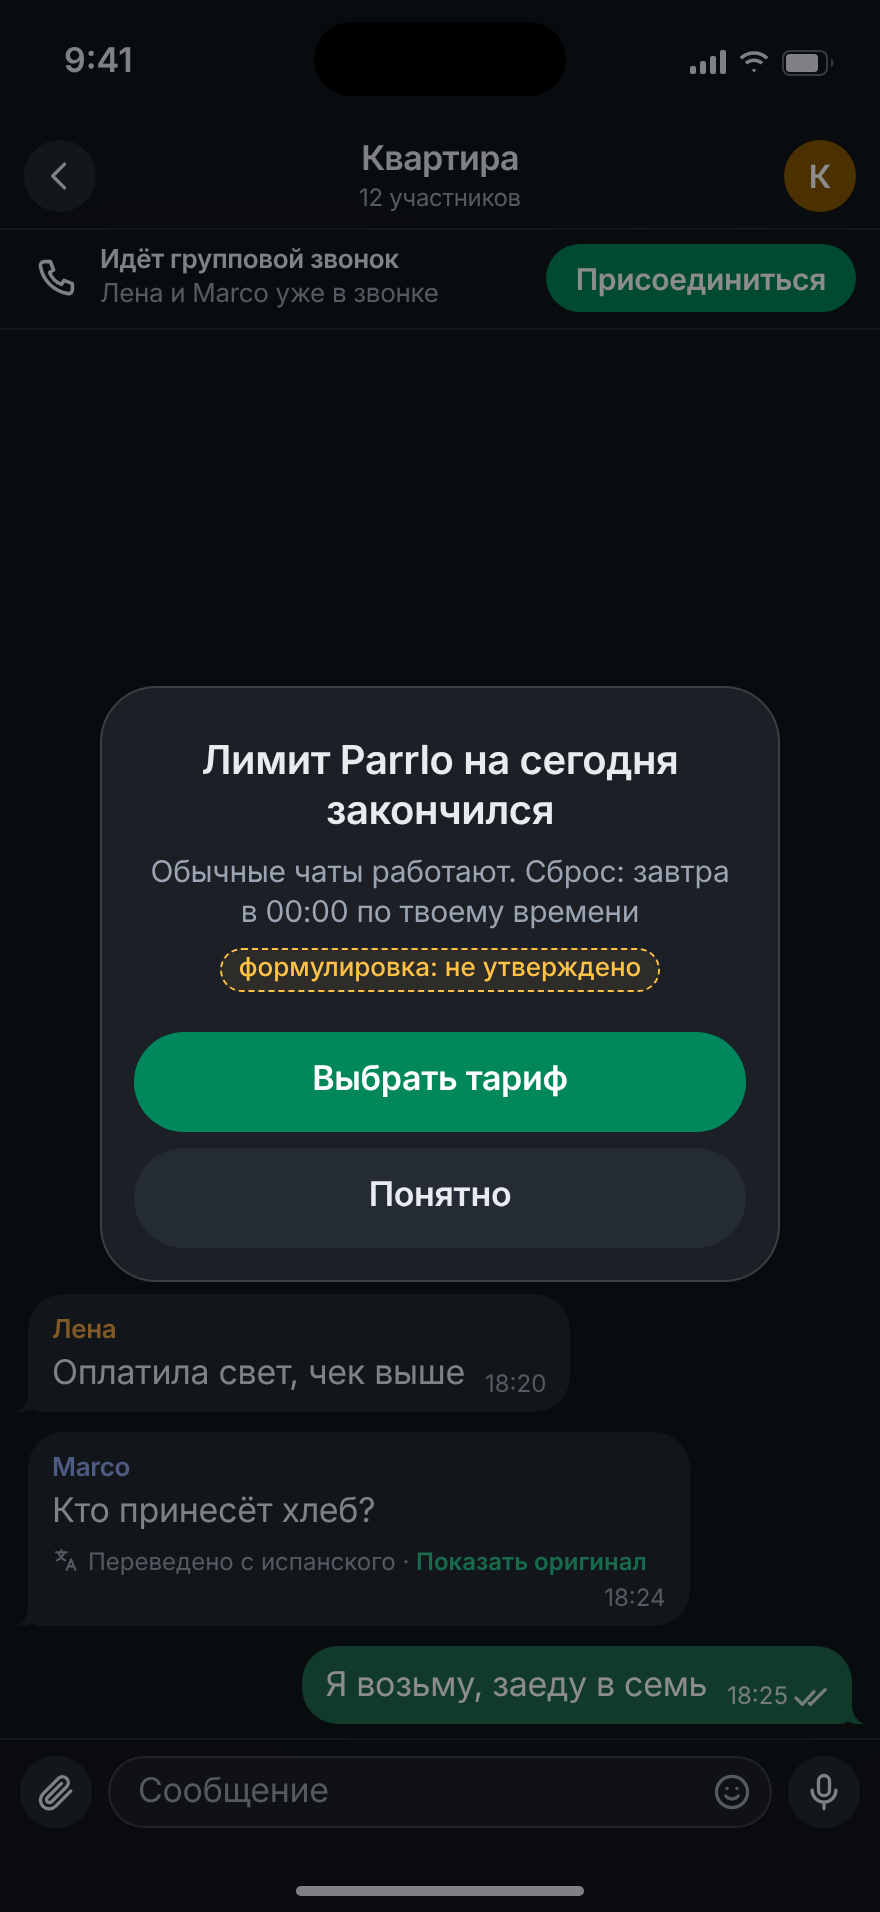 9:41
Квартира
12 участников
К
Идёт групповой звонок
Лена и Marco уже в звонке
Присоединиться
Лимит Parrlo на сегодня
закончился
Обычные чаты работают. Сброс: завтра
в 00:00 по твоему времени
формулировка: не утверждено
Выбрать тариф
Понятно
Лена
Оплатила свет, чек выше 18:20
Marco
Кто принесёт хлеб?
Переведено с испанского · Показать оригинал
18:24
Я возьму, заеду в семь 18:25
Сообщение